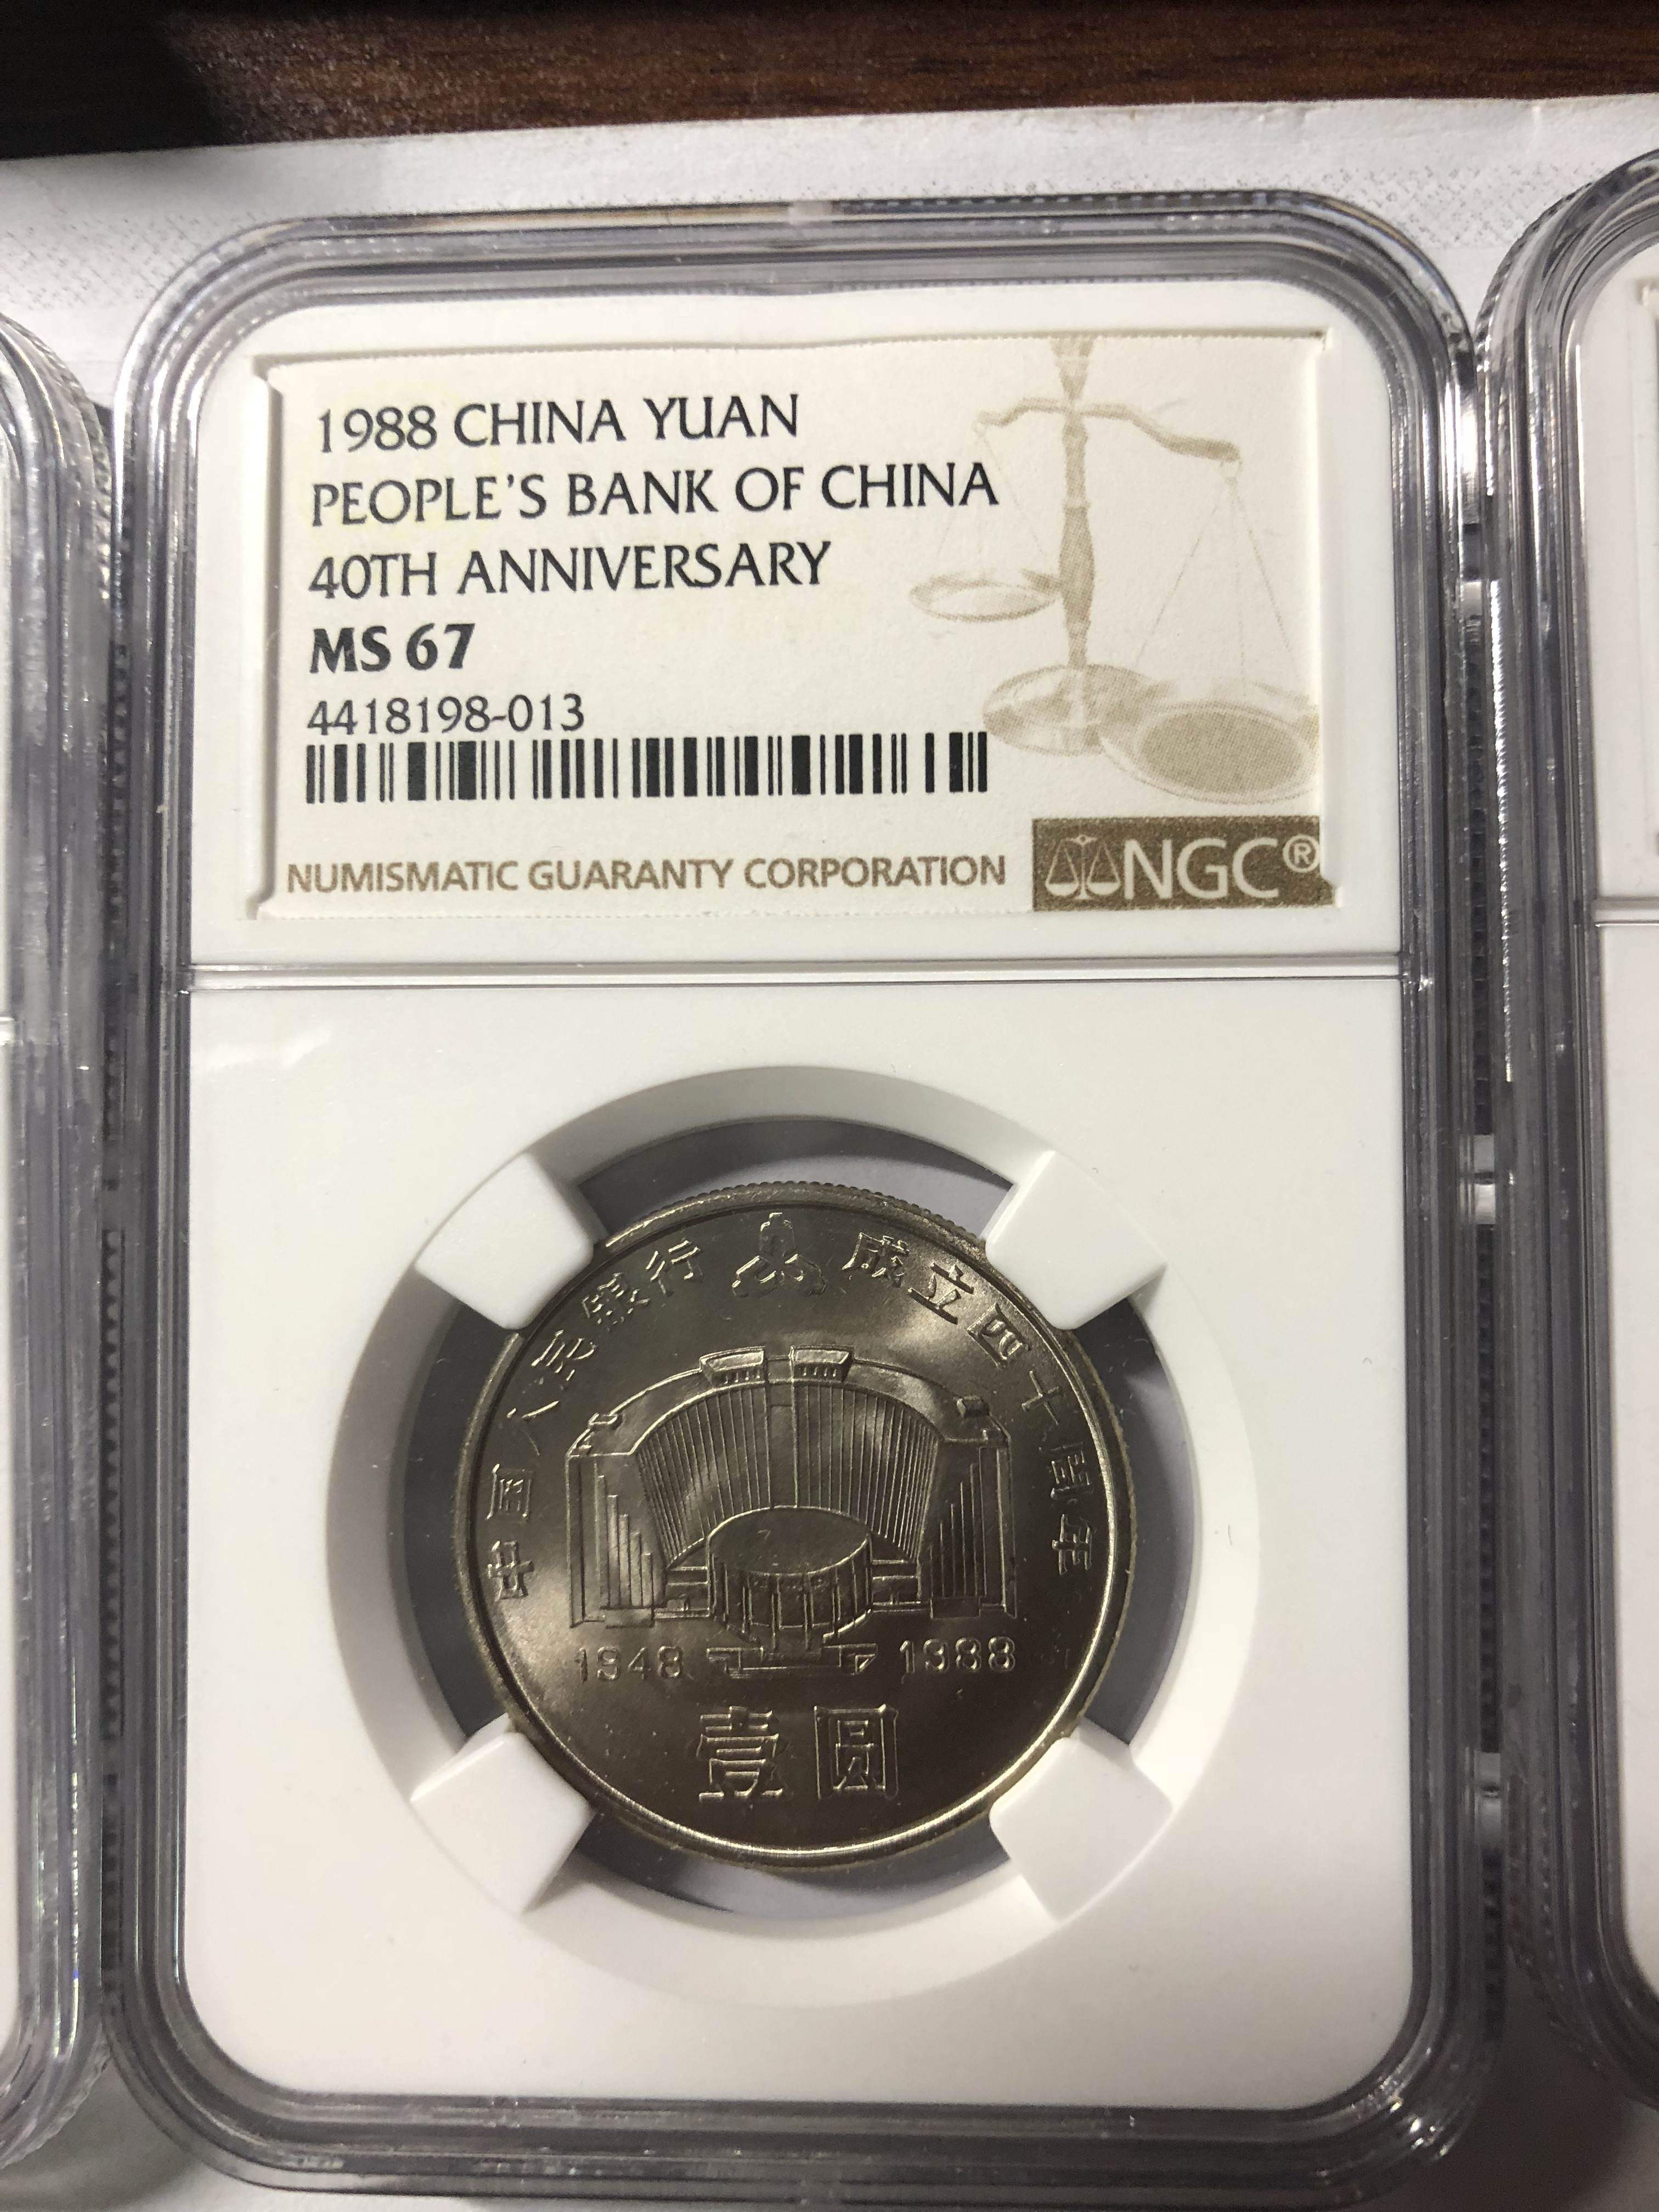 1988 CHINA YUAN
PEOPLE'S BANK OF CHINA
40TH ANNIVERSARY
MS 67
4418198-013
NUMISMATIC GUARANTY CORPORATION
NGC®
中国人民银行 成立四十周年
1948 1988
壹圆